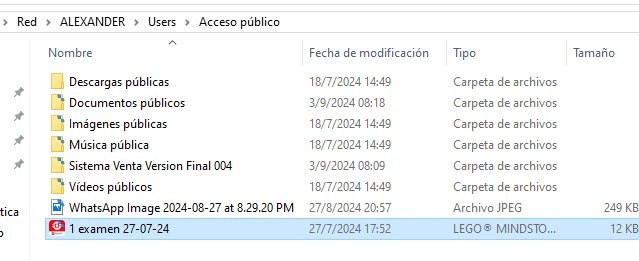 Red > ALEXANDER > Users > Acceso público
Nombre Fecha de modificación Tipo Tamaño
Descargas públicas 18/7/2024 14:49 Carpeta de archivos
Documentos públicos 3/9/2024 08:18 Carpeta de archivos
Imágenes públicas 18/7/2024 14:49 Carpeta de archivos
Música pública 18/7/2024 14:49 Carpeta de archivos
Sistema Venta Version Final 004 3/9/2024 08:09 Carpeta de archivos
Vídeos públicos 18/7/2024 14:49 Carpeta de archivos
tica WhatsApp Image 2024-08-27 at 8.29.20 PM 27/8/2024 20:57 Archivo JPEG 249 KB
o 1 examen 27-07-24 27/7/2024 17:52 LEGO® MINDSTO... 12 KB